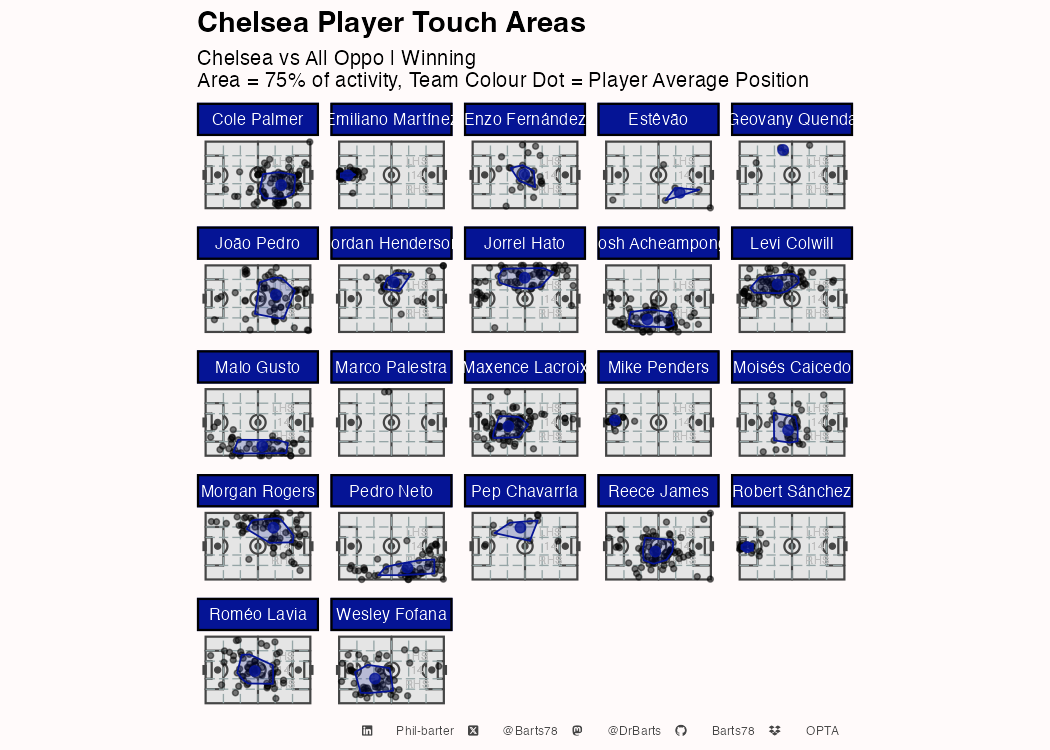 Chelsea Player Touch Areas
Chelsea vs All Oppo | Winning
Area = 75% of activity, Team Colour Dot = Player Average Position
Cole Palmer
Emiliano Martínez
Enzo Fernández
Estêvão
Geovany Quenda
João Pedro
ordan Henderson
Jorrel Hato
osh Acheampong
Levi Colwill
Malo Gusto
Marco Palestra
Maxence Lacroix
Mike Penders
Moisés Caicedo
Morgan Rogers
Pedro Neto
Pep Chavarría
Reece James
Robert Sánchez
Roméo Lavia
Wesley Fofana
Phil-barter @Barts78 @DrBarts Barts78 OPTA